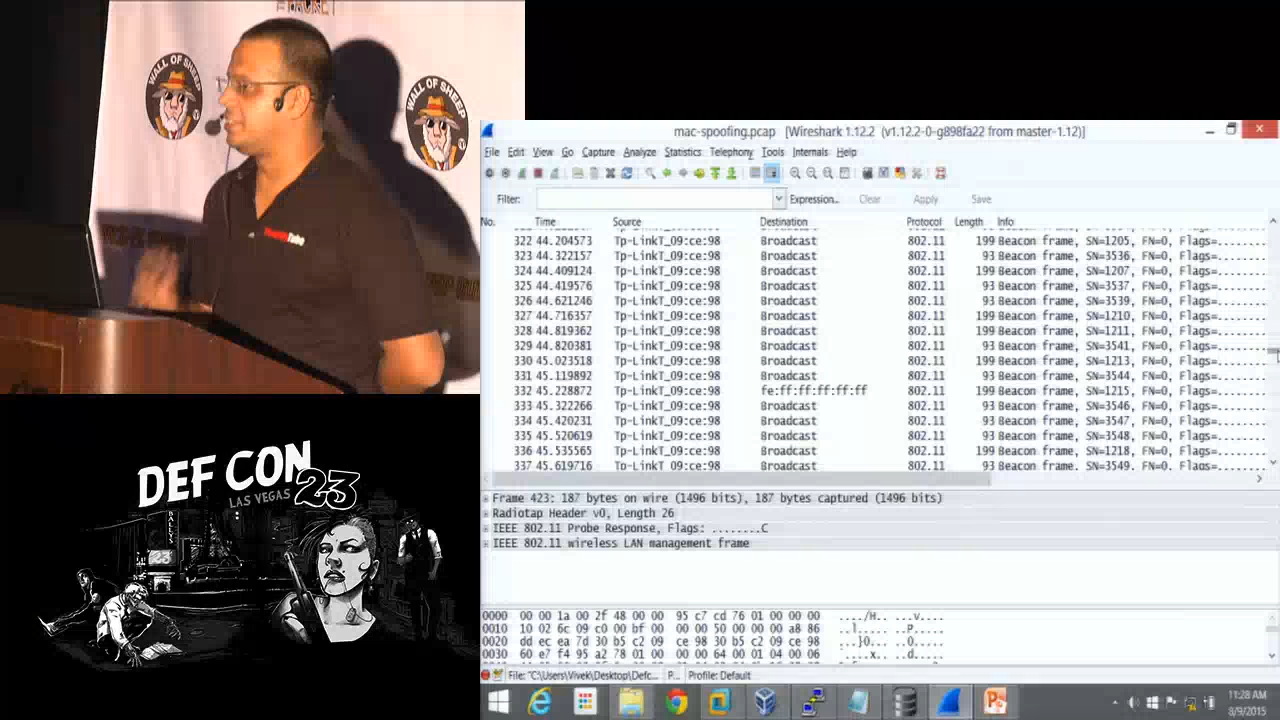 WALL OF SHEEP
WALL OF SHEEP
DEF CON
LAS VEGAS 23
BALLYS
mac-spoofing.pcap [Wireshark 1.12.2 (v1.12.2-0-g898fa22 from master-1.12)]
File Edit View Go Capture Analyze Statistics Telephony Tools Internals Help
Filter: Expression... Clear Apply Save
No. Time Source Destination Protocol Length Info
322 44.204573 Tp-LinkT_09:ce:98 Broadcast 802.11 199 Beacon frame, SN=1205, FN=0, Flags=........
323 44.322157 Tp-LinkT_09:ce:98 Broadcast 802.11 93 Beacon frame, SN=3536, FN=0, Flags=........
324 44.409124 Tp-LinkT_09:ce:98 Broadcast 802.11 199 Beacon frame, SN=1207, FN=0, Flags=........
325 44.419576 Tp-LinkT_09:ce:98 Broadcast 802.11 93 Beacon frame, SN=3537, FN=0, Flags=........
326 44.621246 Tp-LinkT_09:ce:98 Broadcast 802.11 93 Beacon frame, SN=3539, FN=0, Flags=........
327 44.716357 Tp-LinkT_09:ce:98 Broadcast 802.11 199 Beacon frame, SN=1210, FN=0, Flags=........
328 44.819362 Tp-LinkT_09:ce:98 Broadcast 802.11 199 Beacon frame, SN=1211, FN=0, Flags=........
329 44.820381 Tp-LinkT_09:ce:98 Broadcast 802.11 93 Beacon frame, SN=3541, FN=0, Flags=........
330 45.023518 Tp-LinkT_09:ce:98 Broadcast 802.11 199 Beacon frame, SN=1213, FN=0, Flags=........
331 45.119892 Tp-LinkT_09:ce:98 Broadcast 802.11 93 Beacon frame, SN=3544, FN=0, Flags=........
332 45.228872 Tp-LinkT_09:ce:98 fe:ff:ff:ff:ff:ff 802.11 199 Beacon frame, SN=1215, FN=0, Flags=........
333 45.322266 Tp-LinkT_09:ce:98 Broadcast 802.11 93 Beacon frame, SN=3546, FN=0, Flags=........
334 45.420231 Tp-LinkT_09:ce:98 Broadcast 802.11 93 Beacon frame, SN=3547, FN=0, Flags=........
335 45.520619 Tp-LinkT_09:ce:98 Broadcast 802.11 93 Beacon frame, SN=3548, FN=0, Flags=........
336 45.535565 Tp-LinkT_09:ce:98 Broadcast 802.11 199 Beacon frame, SN=1218, FN=0, Flags=........
337 45.619716 Tp-LinkT_09:ce:98 Broadcast 802.11 93 Beacon frame, SN=3549, FN=0, Flags=........
Frame 423: 187 bytes on wire (1496 bits), 187 bytes captured (1496 bits)
Radiotap Header v0, Length 26
IEEE 802.11 Probe Response, Flags: ........C
IEEE 802.11 wireless LAN management frame
0000 00 00 1a 00 2f 48 00 00 95 c7 cd 76 01 00 00 00 ..../H.. ...v....
0010 10 02 6c 09 c0 00 bf 00 00 00 50 00 00 00 a8 86 ..l..... ..P.....
0020 dd ec ea 7d 30 b5 c2 09 ce 98 30 b5 c2 09 ce 98 ...}0... ..0.....
0030 60 e7 f4 95 a2 78 01 00 00 00 64 00 01 04 00 06 `....x.. ..d.....
File: "C:\Users\Vivek\Desktop\Defc... P... Profile: Default
11:28 AM
8/9/2015